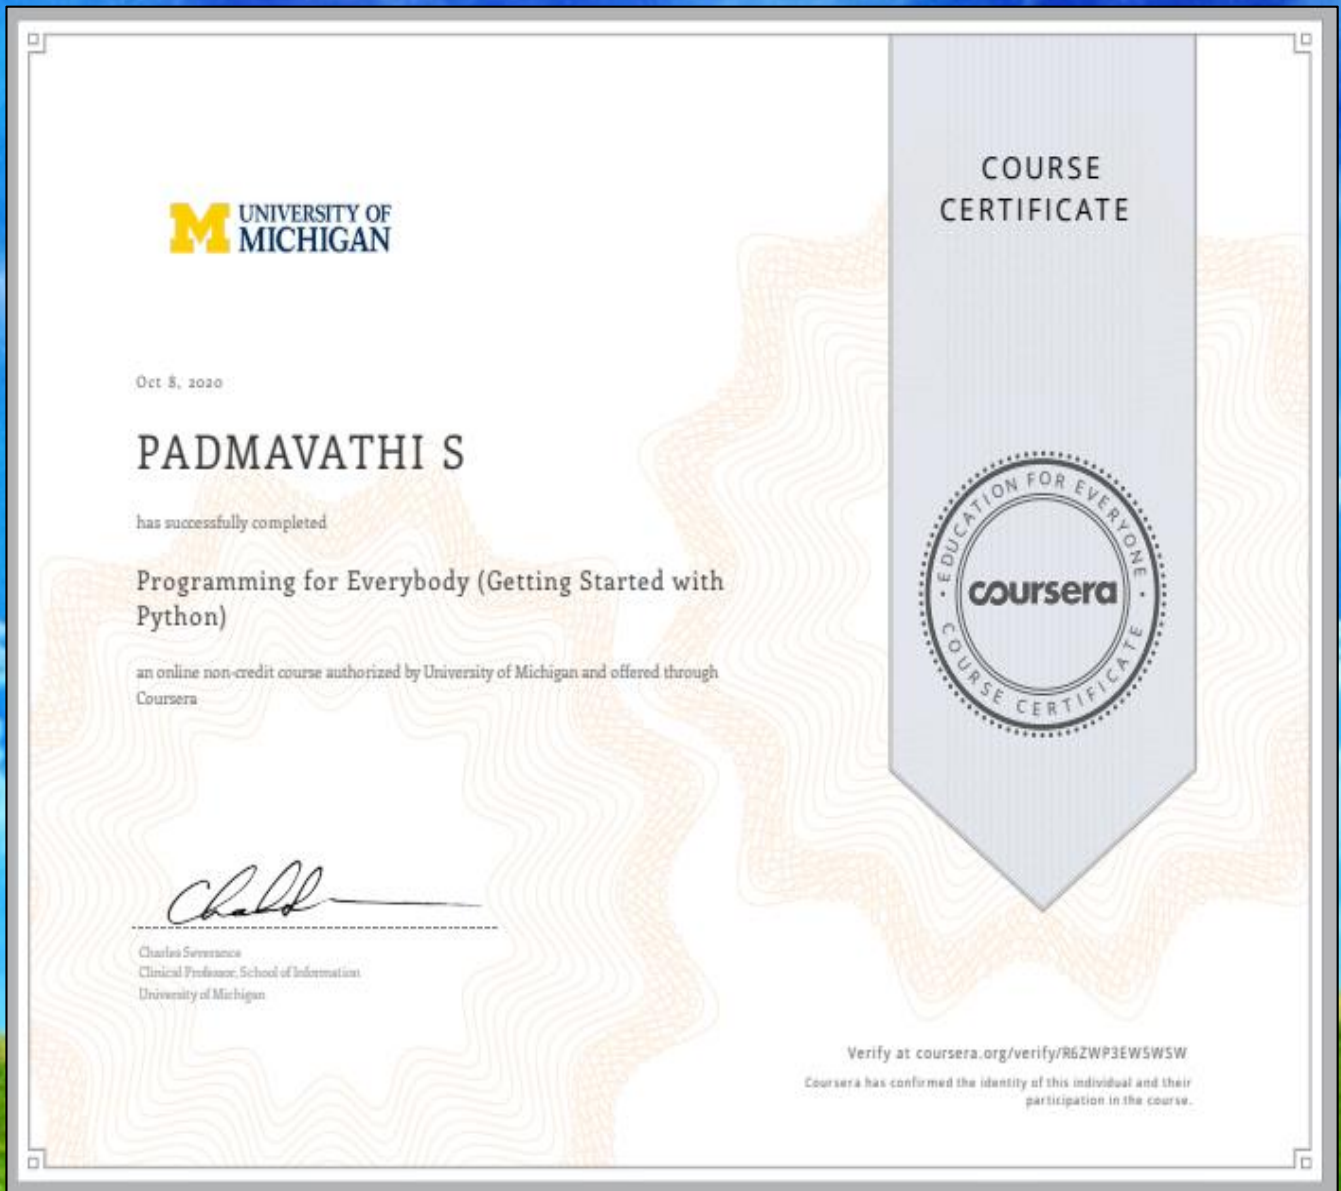 UNIVERSITY OF
MICHIGAN
Oct 8, 2020
PADMAVATHI S
has successfully completed
Programming for Everybody (Getting Started with
Python)
an online non-credit course authorized by University of Michigan and offered through
Coursera
Charles Severance
Clinical Professor, School of Information
University of Michigan
COURSE
CERTIFICATE
EDUCATION FOR EVERYONE
coursera
COURSE CERTIFICATE
Verify at coursera.org/verify/R6ZWP3EW5WSW
Coursera has confirmed the identity of this individual and their
participation in the course.